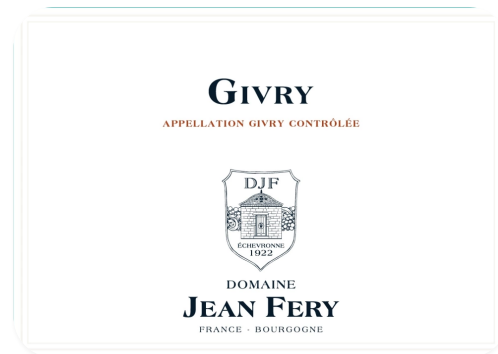 GIVRY
APPELLATION GIVRY CONTRÔLÉE
DJF
ÉCHEVRONNE
1922
DOMAINE
JEAN FERY
FRANCE · BOURGOGNE